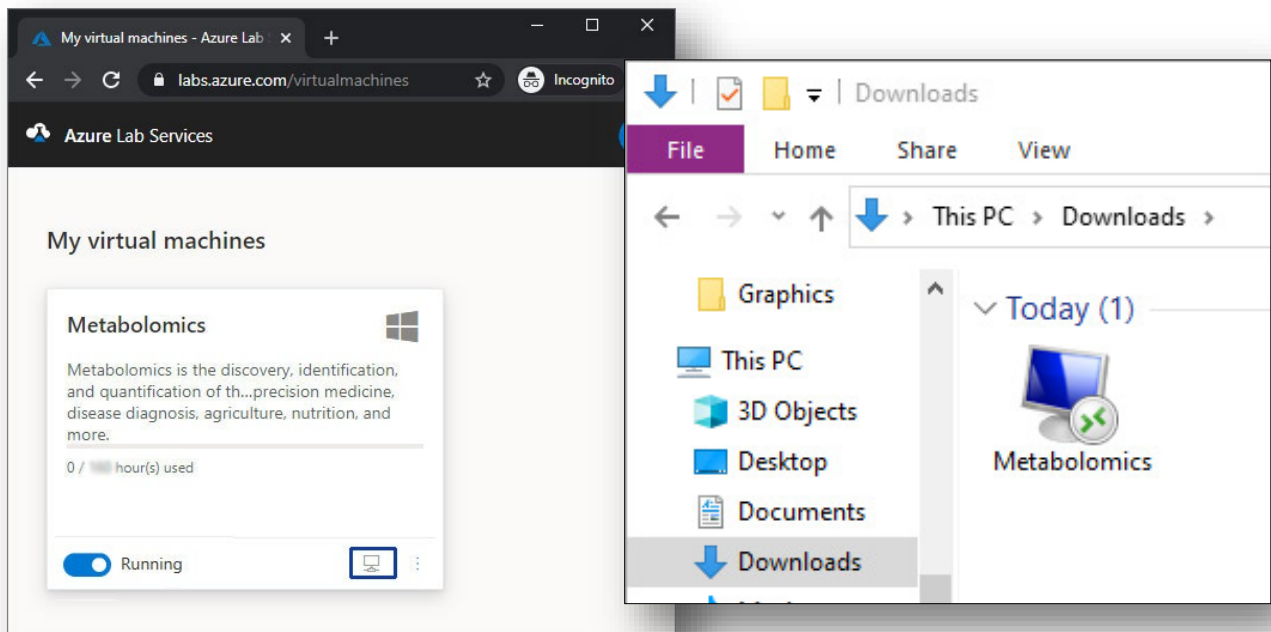 My virtual machines - Azure Lab
labs.azure.com/virtualmachines
Incognito
Azure Lab Services
My virtual machines
Metabolomics
Metabolomics is the discovery, identification,
and quantification of th...precision medicine,
disease diagnosis, agriculture, nutrition, and
more.
0 / hour(s) used
Running
Downloads
File Home Share View
This PC > Downloads >
Graphics
This PC
3D Objects
Desktop
Documents
Downloads
Today (1)
Metabolomics